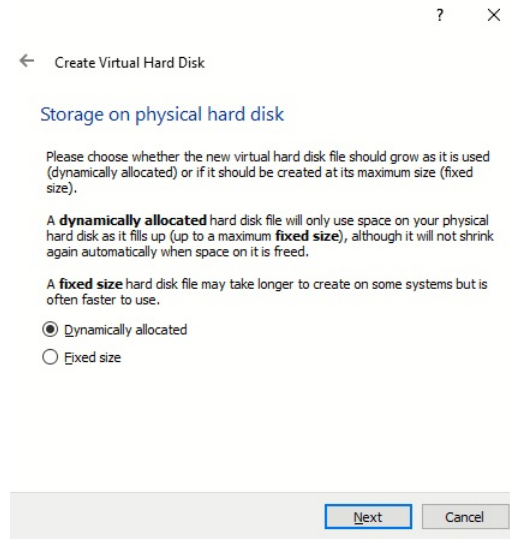 ?
Create Virtual Hard Disk
Storage on physical hard disk
Please choose whether the new virtual hard disk file should grow as it is used
(dynamically allocated) or if it should be created at its maximum size (fixed
size).
A dynamically allocated hard disk file will only use space on your physical
hard disk as it fills up (up to a maximum fixed size), although it will not shrink
again automatically when space on it is freed.
A fixed size hard disk file may take longer to create on some systems but is
often faster to use.
Dynamically allocated
Fixed size
Next Cancel